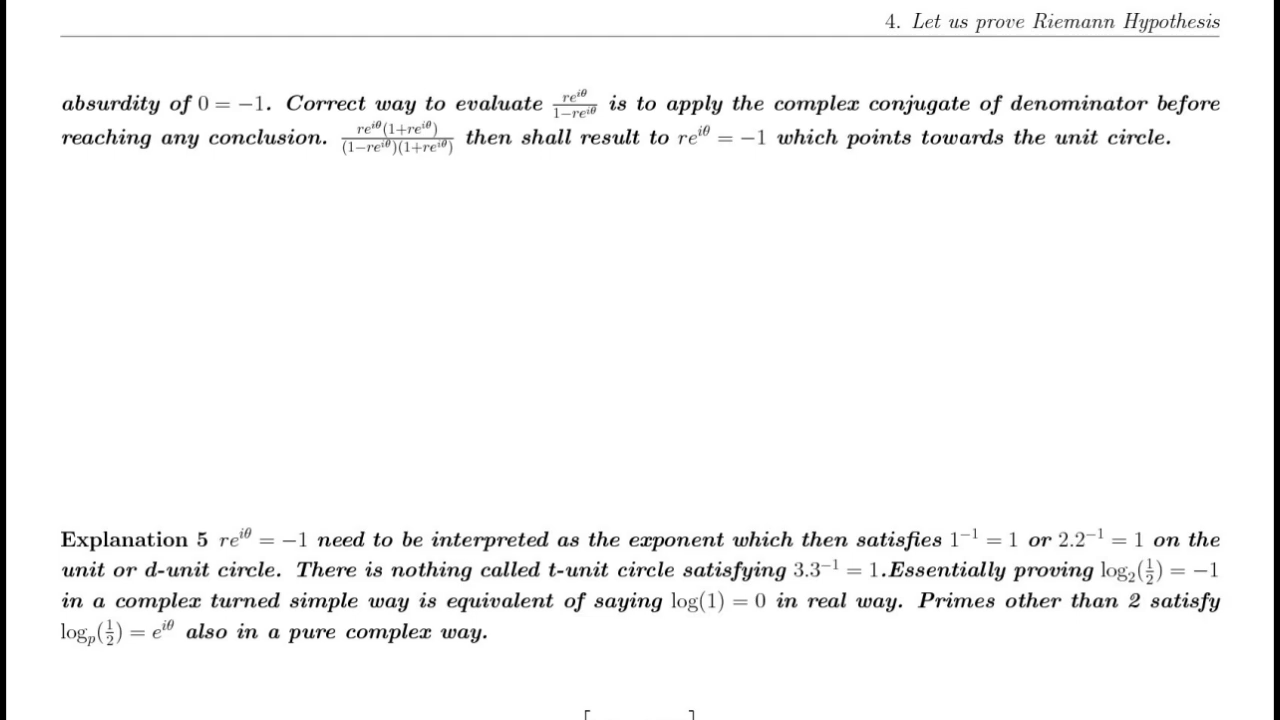 4. Let us prove Riemann Hypothesis
absurdity of 0 = −1. Correct way to evaluate \frac{re^{iθ}}{1−re^{iθ}} is to apply the complex conjugate of denominator before
reaching any conclusion. \frac{re^{iθ}(1+re^{iθ})}{(1−re^{iθ})(1+re^{iθ})} then shall result to re^{iθ} = −1 which points towards the unit circle.
Explanation 5 re^{iθ} = −1 need to be interpreted as the exponent which then satisfies 1^{−1} = 1 or 2.2^{−1} = 1 on the
unit or d-unit circle. There is nothing called t-unit circle satisfying 3.3^{−1} = 1.Essentially proving log_2(\frac{1}{2}) = −1
in a complex turned simple way is equivalent of saying log(1) = 0 in real way. Primes other than 2 satisfy
log_p(\frac{1}{2}) = e^{iθ} also in a pure complex way.